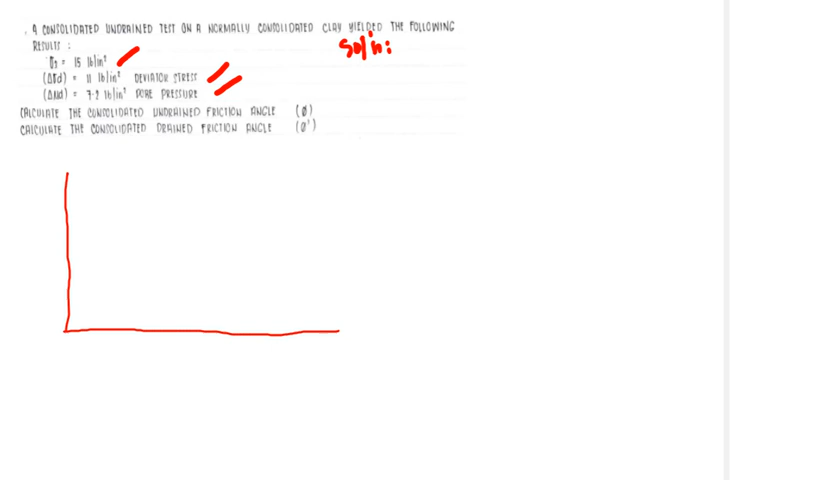 . A CONSOLIDATED UNDRAINED TEST ON A NORMALLY CONSOLIDATED CLAY YIELDED THE FOLLOWING
RESULTS :
σ₃ = 15 lb/in²
(Δσd) = 11 lb/in² DEVIATOR STRESS
(Δud) = 7.2 lb/in² PORE PRESSURE
CALCULATE THE CONSOLIDATED UNDRAINED FRICTION ANGLE (Ø)
CALCULATE THE CONSOLIDATED DRAINED FRICTION ANGLE (Ø')
Sol'n: